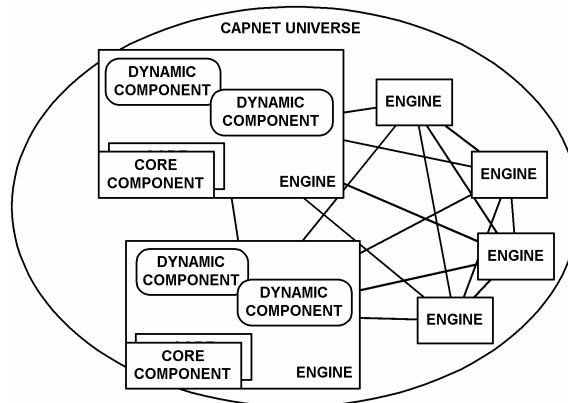 CAPNET UNIVERSE
DYNAMIC
COMPONENT
DYNAMIC
COMPONENT
CORE
COMPONENT
ENGINE
ENGINE
ENGINE
ENGINE
ENGINE
DYNAMIC
COMPONENT
DYNAMIC
COMPONENT
CORE
COMPONENT
ENGINE